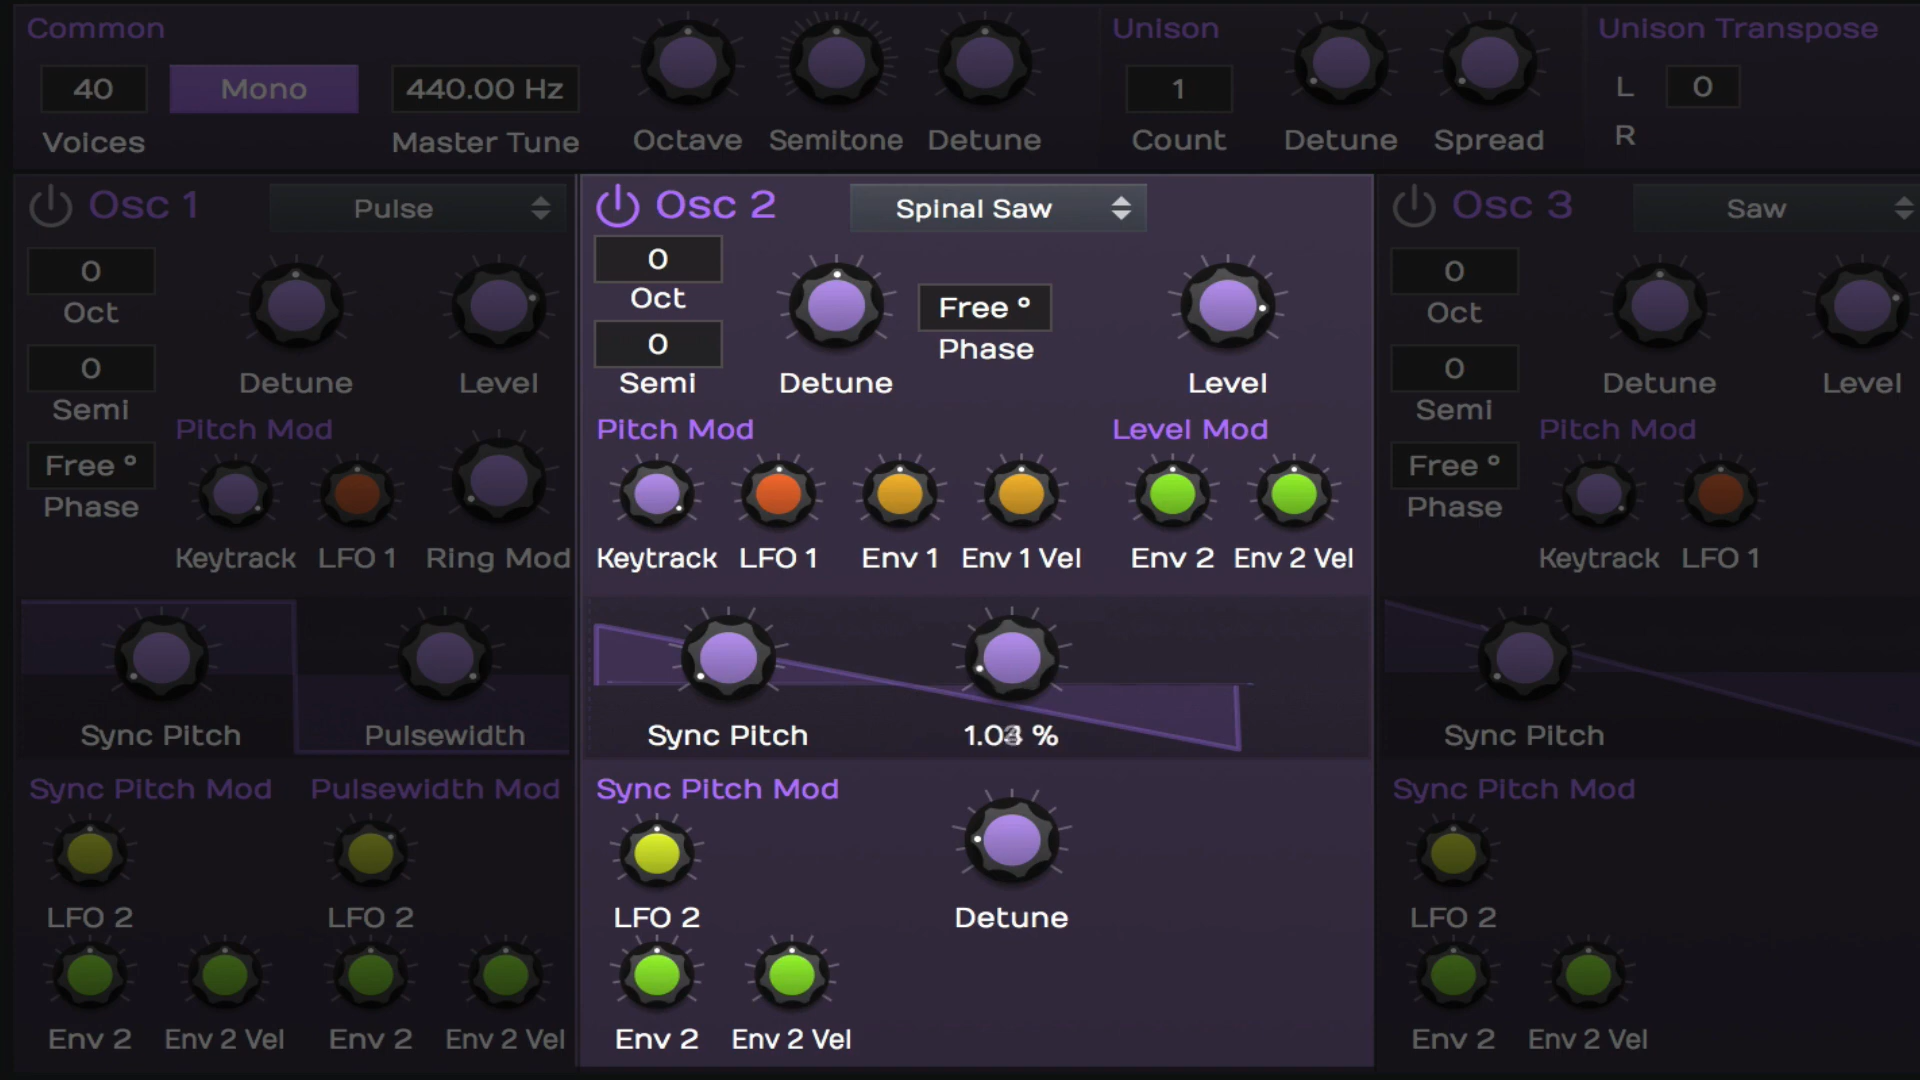 Common
40
Mono
440.00 Hz
Voices
Master Tune
Octave
Semitone
Detune
Unison
1
Count
Detune
Spread
Unison Transpose
L
0
R
Osc 1
Pulse
0
Oct
0
Semi
Free °
Phase
Detune
Level
Pitch Mod
Keytrack
LFO 1
Ring Mod
Sync Pitch
Pulsewidth
Sync Pitch Mod
Pulsewidth Mod
LFO 2
LFO 2
Env 2
Env 2 Vel
Env 2
Env 2 Vel
Osc 2
Spinal Saw
0
Oct
0
Semi
Detune
Free °
Phase
Level
Pitch Mod
Level Mod
Keytrack
LFO 1
Env 1
Env 1 Vel
Env 2
Env 2 Vel
Sync Pitch
Sync Pitch Mod
LFO 2
Detune
Env 2
Env 2 Vel
Osc 3
Saw
0
Oct
0
Semi
Free °
Phase
Detune
Level
Pitch Mod
Keytrack
LFO 1
Sync Pitch
Sync Pitch Mod
LFO 2
Env 2
Env 2 Vel